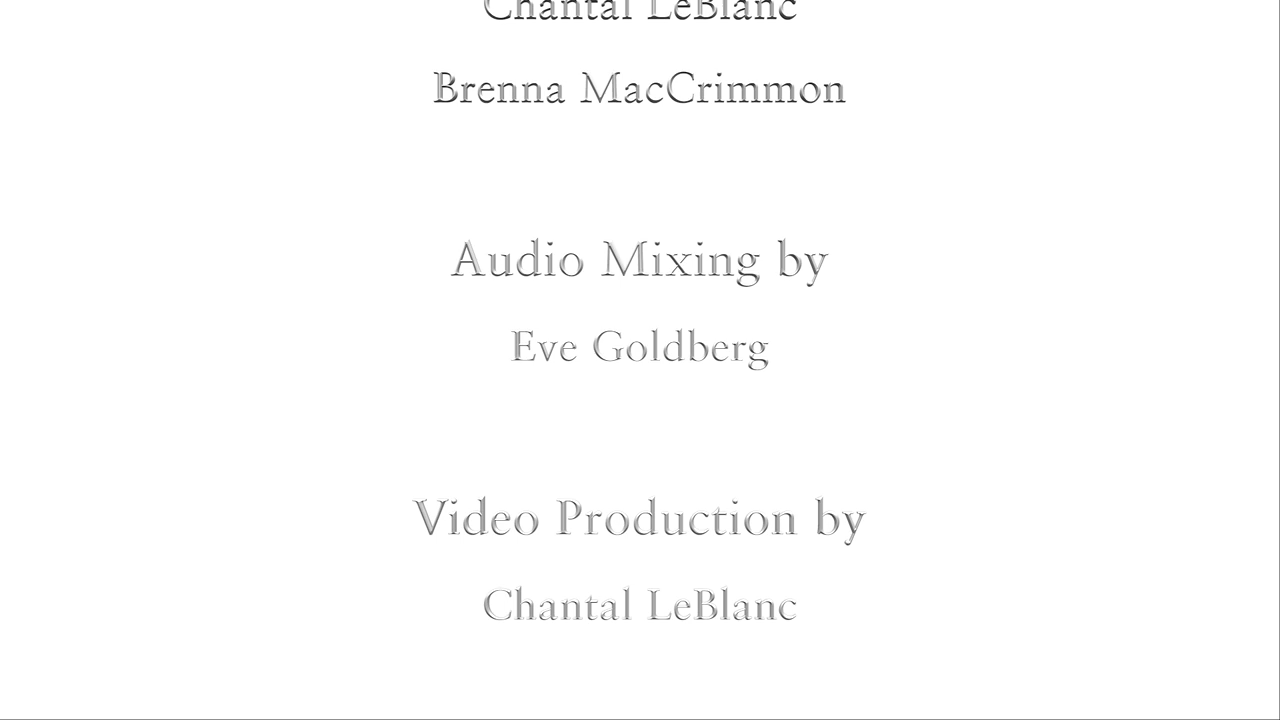 Chantal LeBlanc
Brenna MacCrimmon
Audio Mixing by
Eve Goldberg
Video Production by
Chantal LeBlanc